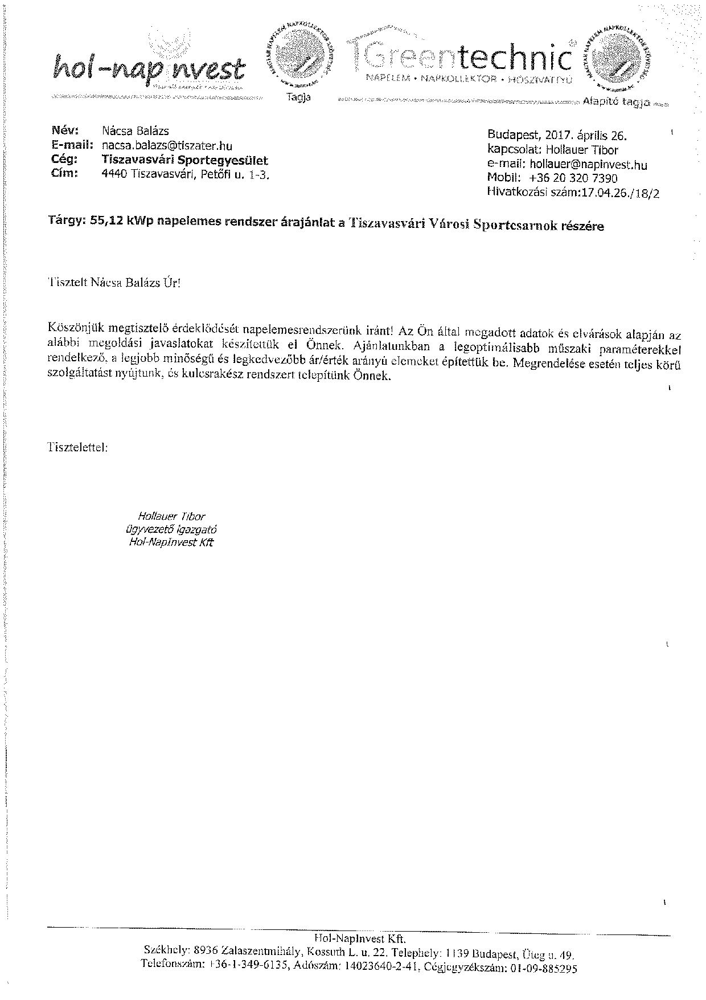 hol-nap invest
Tagja
Greentechnic
NAPELEM • NAPKOLLEKTOR • HŐSZIVATTYÚ
Alapító tagja
Név: Nácsa Balázs
E-mail: nacsa.balazs@tiszater.hu
Cég: Tiszavasvári Sportegyesület
Cím: 4440 Tiszavasvári, Petőfi u. 1-3.
Budapest, 2017. április 26.
kapcsolat: Hollauer Tibor
e-mail: hollauer@napinvest.hu
Mobil: +36 20 320 7390
Hivatkozási szám:17.04.26./18/2
Tárgy: 55,12 kWp napelemes rendszer árajánlat a Tiszavasvári Városi Sportcsarnok részére
Tisztelt Nácsa Balázs Úr!
Köszönjük megtisztelő érdeklődését napelemesrendszerünk iránt! Az Ön által megadott adatok és elvárások alapján az
alábbi megoldási javaslatokat készítettük el Önnek. Ajánlatunkban a legoptimálisabb műszaki paraméterekkel
rendelkező, a legjobb minőségű és legkedvezőbb ár/érték arányú elemeket építettük be. Megrendelése esetén teljes körű
szolgáltatást nyújtunk, és kulcsrakész rendszert telepítünk Önnek.
Tisztelettel:
Hollauer Tibor
ügyvezető igazgató
Hol-NapInvest Kft
Hol-NapInvest Kft.
Székhely: 8936 Zalaszentmihály, Kossuth L. u. 22. Telephely: 1139 Budapest, Üteg u. 49.
Telefonszám: +36-1-349-6135, Adószám: 14023640-2-41, Cégjegyzékszám: 01-09-885295